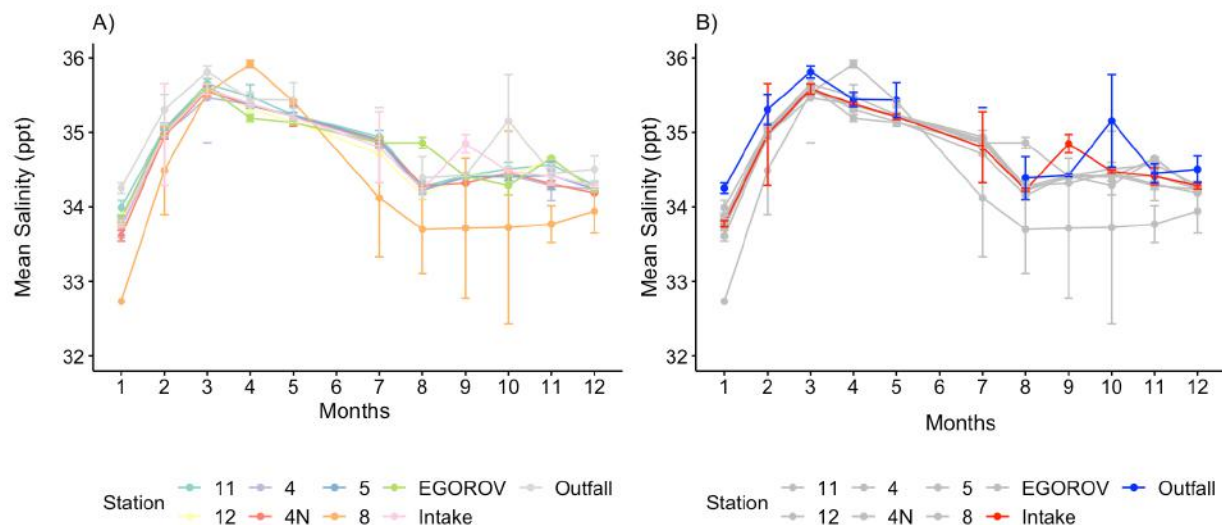 A)
B)
Mean Salinity (ppt)
36
35
34
33
32
1 2 3 4 5 6 7 8 9 10 11 12
Months
Mean Salinity (ppt)
36
35
34
33
32
1 2 3 4 5 6 7 8 9 10 11 12
Months
Station
11 4 5 EGOROV Outfall
12 4N 8 Intake
Station
11 4 5 EGOROV Outfall
12 4N 8 Intake